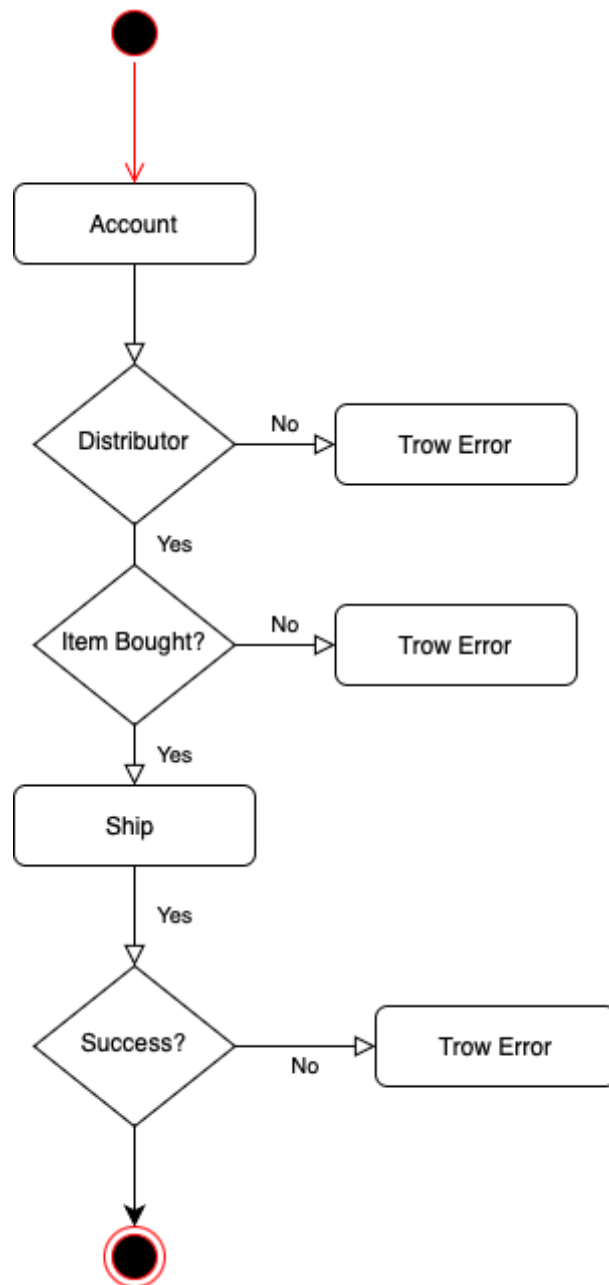 Account
Distributor
No
Trow Error
Yes
Item Bought?
No
Trow Error
Yes
Ship
Yes
Success?
No
Trow Error